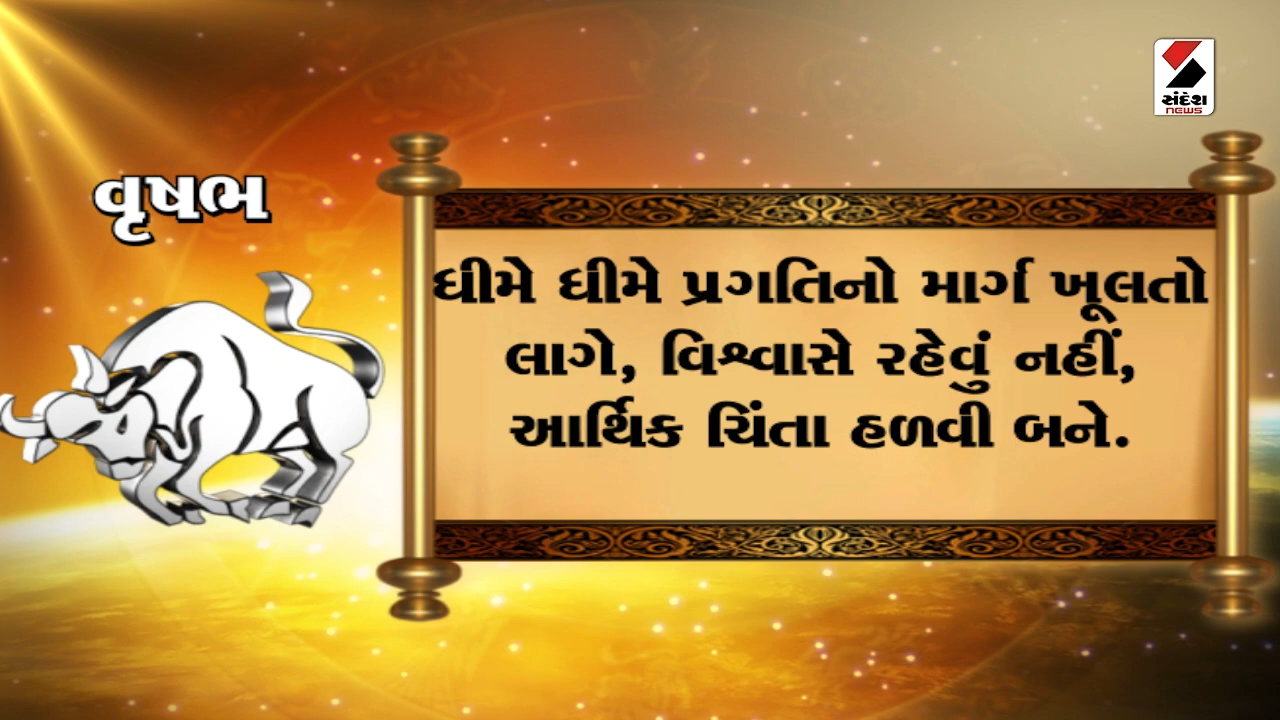 સંદેશ
NEWS
વૃષભ
ધીમે ધીમે પ્રગતિનો માર્ગ ખૂલતો
લાગે, વિશ્વાસે રહેવું નહીં,
આર્થિક ચિંતા હળવી બને.